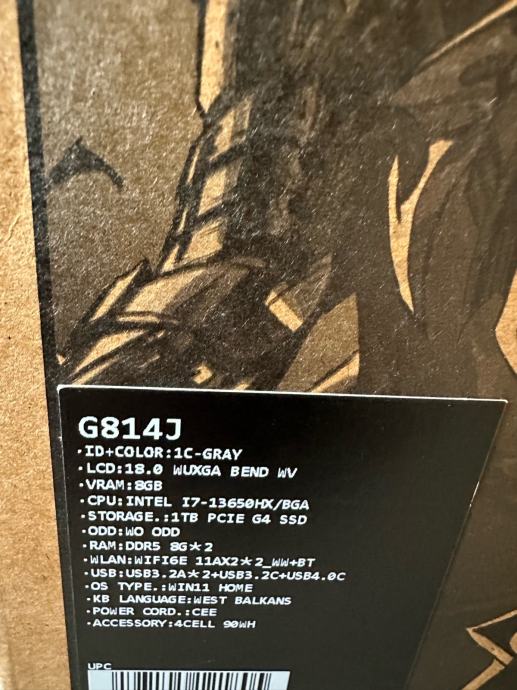 G814J
·ID+COLOR:1C-GRAY
·LCD:18.0 WUXGA BEND WV
·VRAM:8GB
·CPU:INTEL I7-13650HX/BGA
·STORAGE.:1TB PCIE G4 SSD
·ODD:WO ODD
·RAM:DDR5 8G*2
·WLAN:WIFI6E 11AX2*2_WW+BT
·USB:USB3.2A*2+USB3.2C+USB4.0C
·OS TYPE.:WIN11 HOME
·KB LANGUAGE:WEST BALKANS
·POWER CORD.:CEE
·ACCESSORY:4CELL 90WH
UPC